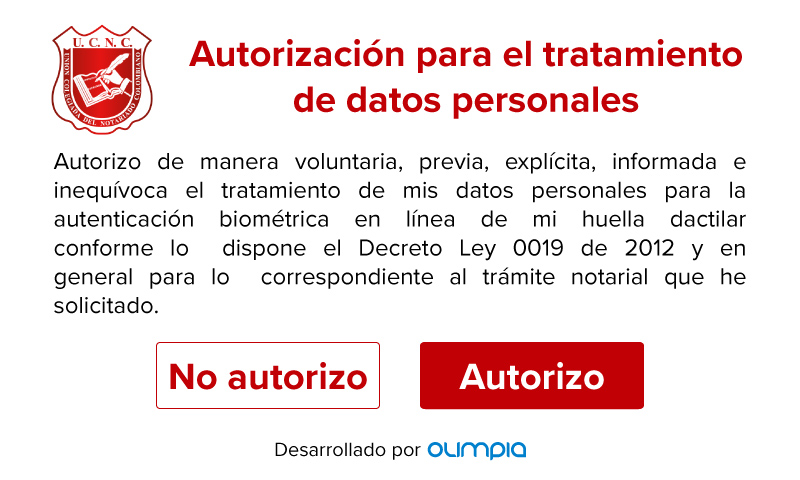 U.C.N.C.
UNION COLEGIADA DEL NOTARIADO COLOMBIANO
Autorización para el tratamiento
de datos personales
Autorizo de manera voluntaria, previa, explícita, informada e
inequívoca el tratamiento de mis datos personales para la
autenticación biométrica en línea de mi huella dactilar
conforme lo dispone el Decreto Ley 0019 de 2012 y en
general para lo correspondiente al trámite notarial que he
solicitado.
No autorizo
Autorizo
Desarrollado por OLIMPIA